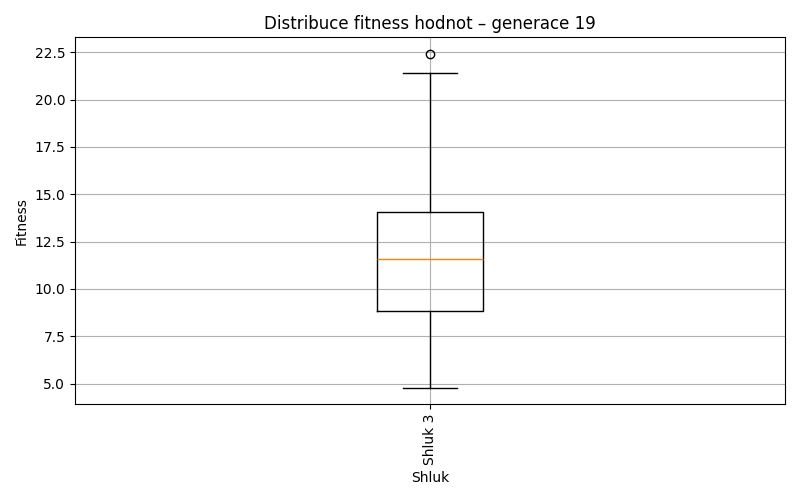 Distribuce fitness hodnot – generace 19
22.5
20.0
17.5
15.0
12.5
10.0
7.5
5.0
Fitness
Shluk 3
Shluk